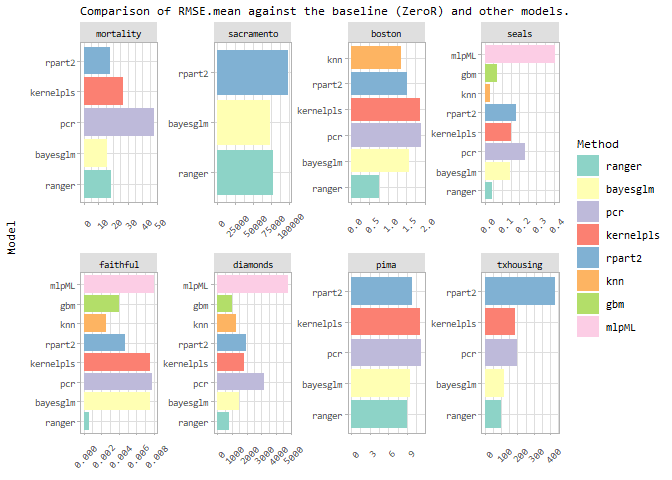 Comparison of RMSE.mean against the baseline (ZeroR) and other models.
mortality
sacramento
boston
seals
rpart2
kernelpls
pcr
bayesglm
ranger
0
10
20
30
40
50
rpart2
bayesglm
ranger
0
25000
50000
75000
100000
knn
rpart2
kernelpls
pcr
bayesglm
ranger
0.0
0.5
1.0
1.5
2.0
mlpML
gbm
knn
rpart2
kernelpls
pcr
bayesglm
ranger
0.0
0.1
0.2
0.3
0.4
Model
faithful
diamonds
pima
txhousing
mlpML
gbm
knn
rpart2
kernelpls
pcr
bayesglm
ranger
0.000
0.002
0.004
0.006
0.008
mlpML
gbm
knn
rpart2
kernelpls
pcr
bayesglm
ranger
0
1000
2000
3000
4000
5000
rpart2
kernelpls
pcr
bayesglm
ranger
0
3
6
9
rpart2
kernelpls
pcr
bayesglm
ranger
0
100
200
300
400
Method
ranger
bayesglm
pcr
kernelpls
rpart2
knn
gbm
mlpML